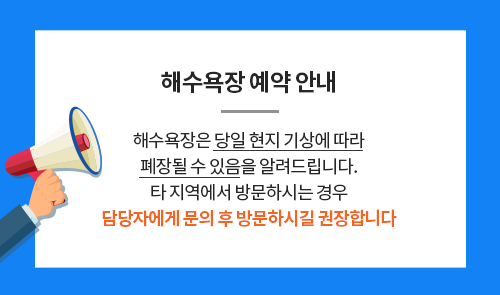 해수욕장 예약 안내
해수욕장은 당일 현지 기상에 따라
폐장될 수 있음을 알려드립니다.
타 지역에서 방문하시는 경우
담당자에게 문의 후 방문하시길 권장합니다